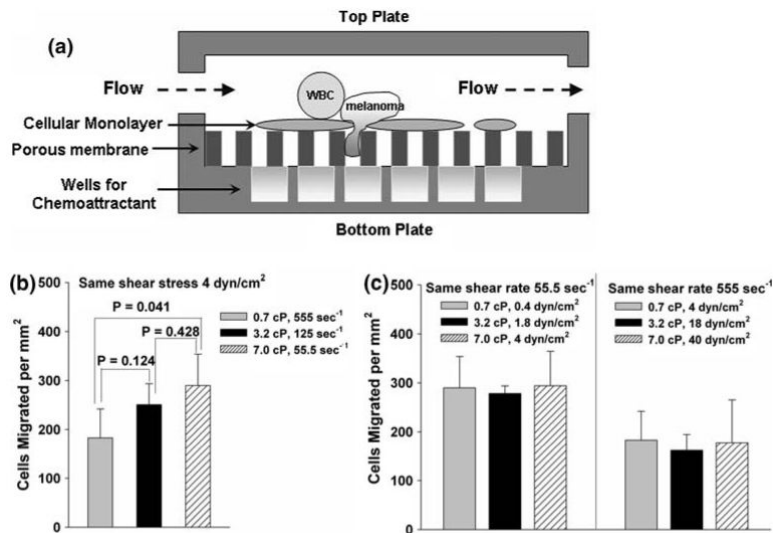 Top Plate
(a)
Flow
WBC
melanoma
Flow
Cellular Monolayer
Porous membrane
Wells for
Chemoattractant
Bottom Plate
(b)
Same shear stress 4 dyn/cm²
P = 0.041
P = 0.428
P = 0.124
0.7 cP, 555 sec⁻¹
3.2 cP, 125 sec⁻¹
7.0 cP, 55.5 sec⁻¹
Cells Migrated per mm²
500
400
300
200
100
0
(c)
Same shear rate 55.5 sec⁻¹
0.7 cP, 0.4 dyn/cm²
3.2 cP, 1.8 dyn/cm²
7.0 cP, 4 dyn/cm²
Same shear rate 555 sec⁻¹
0.7 cP, 4 dyn/cm²
3.2 cP, 18 dyn/cm²
7.0 cP, 40 dyn/cm²
Cells Migrated per mm²
500
400
300
200
100
0